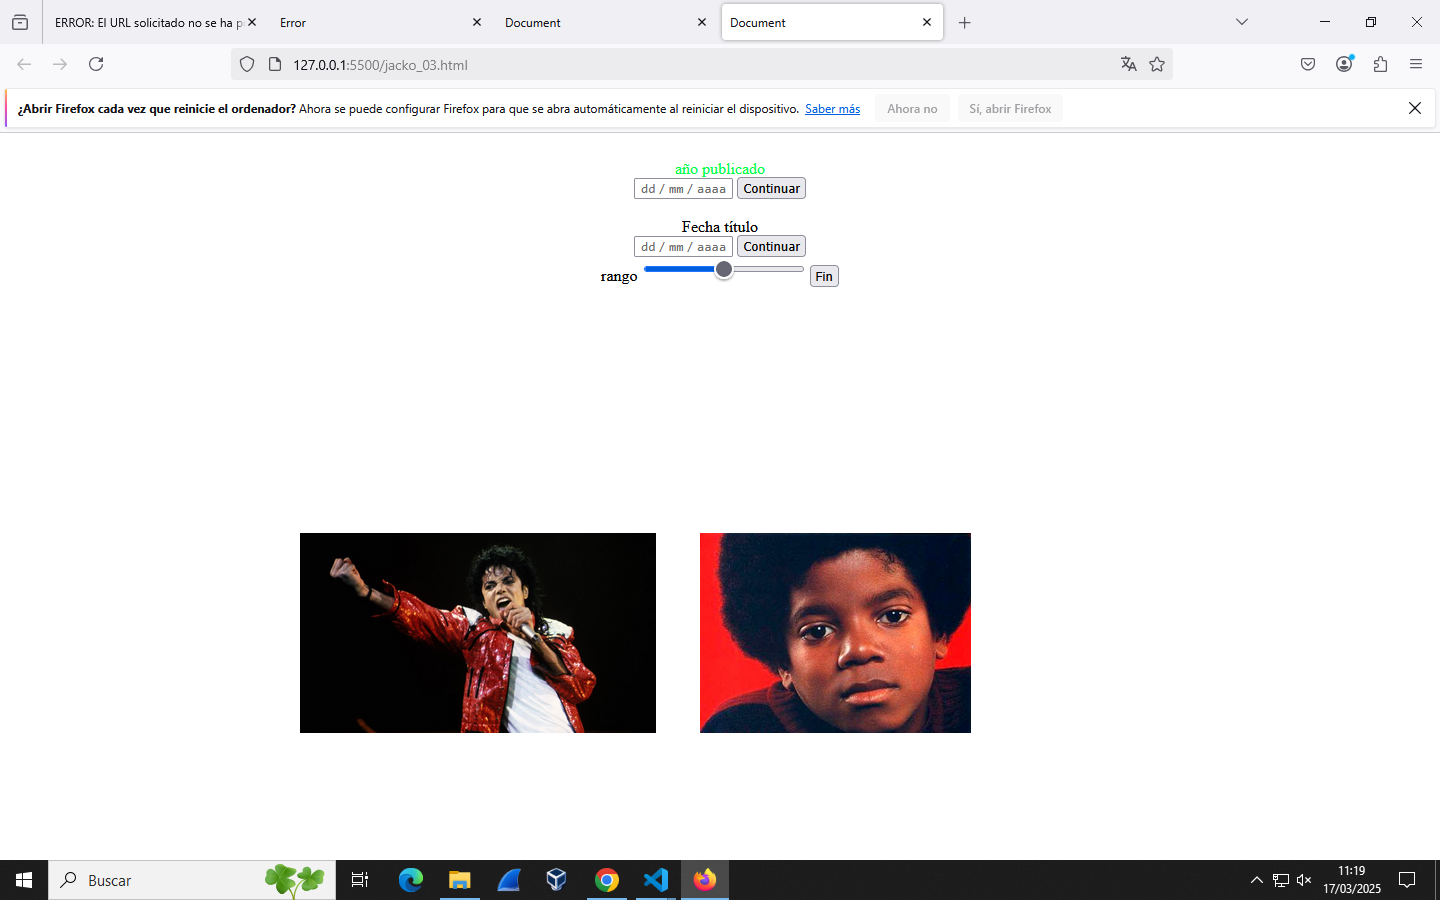 ERROR: El URL solicitado no se ha p
Error
Document
Document
127.0.0.1:5500/jacko_03.html
¿Abrir Firefox cada vez que reinicie el ordenador? Ahora se puede configurar Firefox para que se abra automáticamente al reiniciar el dispositivo. Saber más
Ahora no
Sí, abrir Firefox
año publicado
dd / mm / aaaa Continuar
Fecha título
dd / mm / aaaa Continuar
rango Fin
Buscar
11:19
17/03/2025